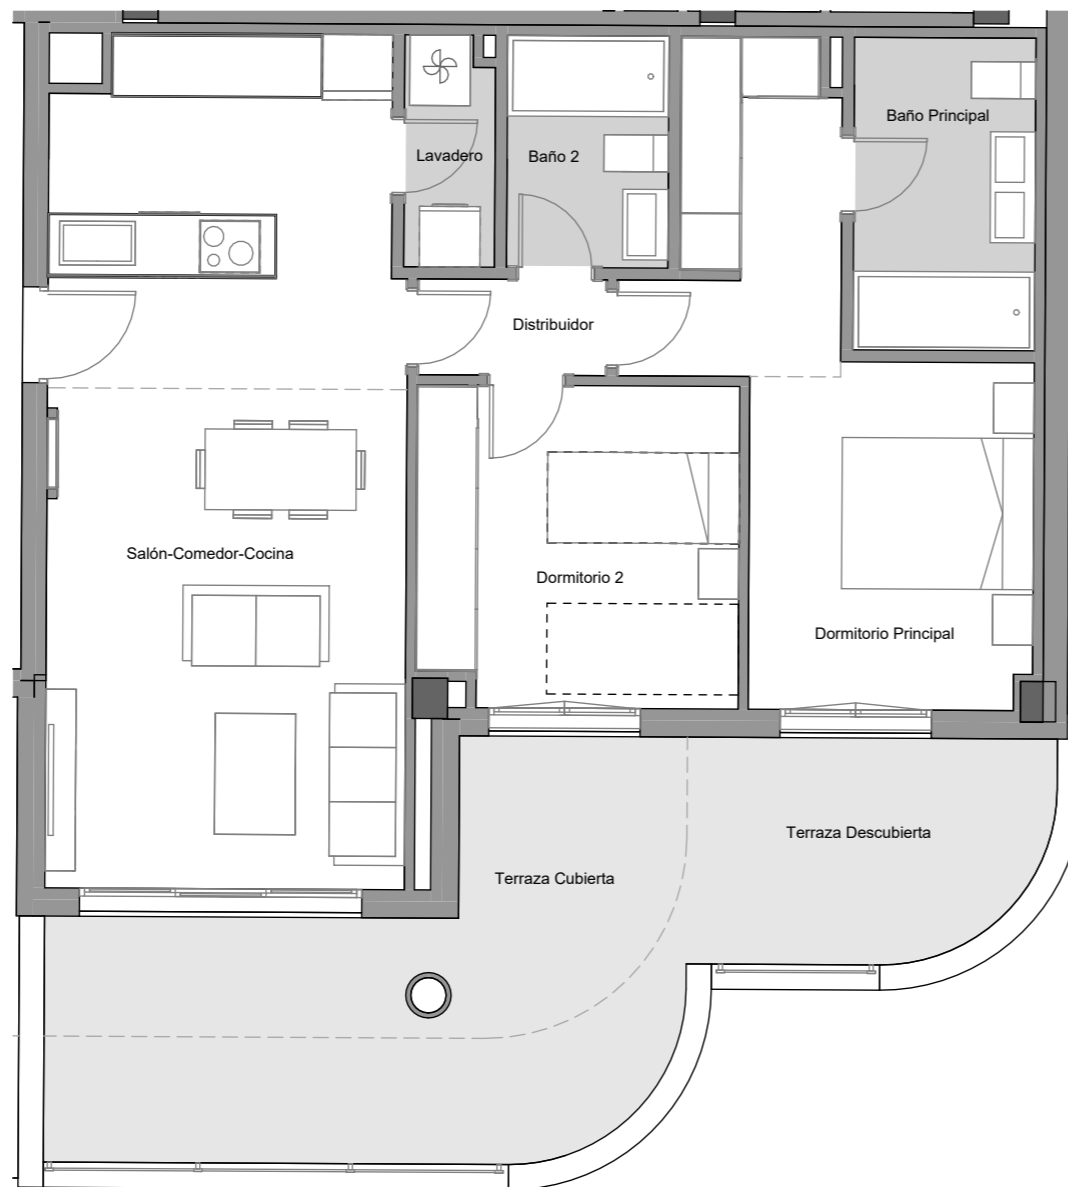 Baño Principal
Lavadero
Baño 2
Distribuidor
Salón-Comedor-Cocina
Dormitorio 2
Dormitorio Principal
Terraza Descubierta
Terraza Cubierta